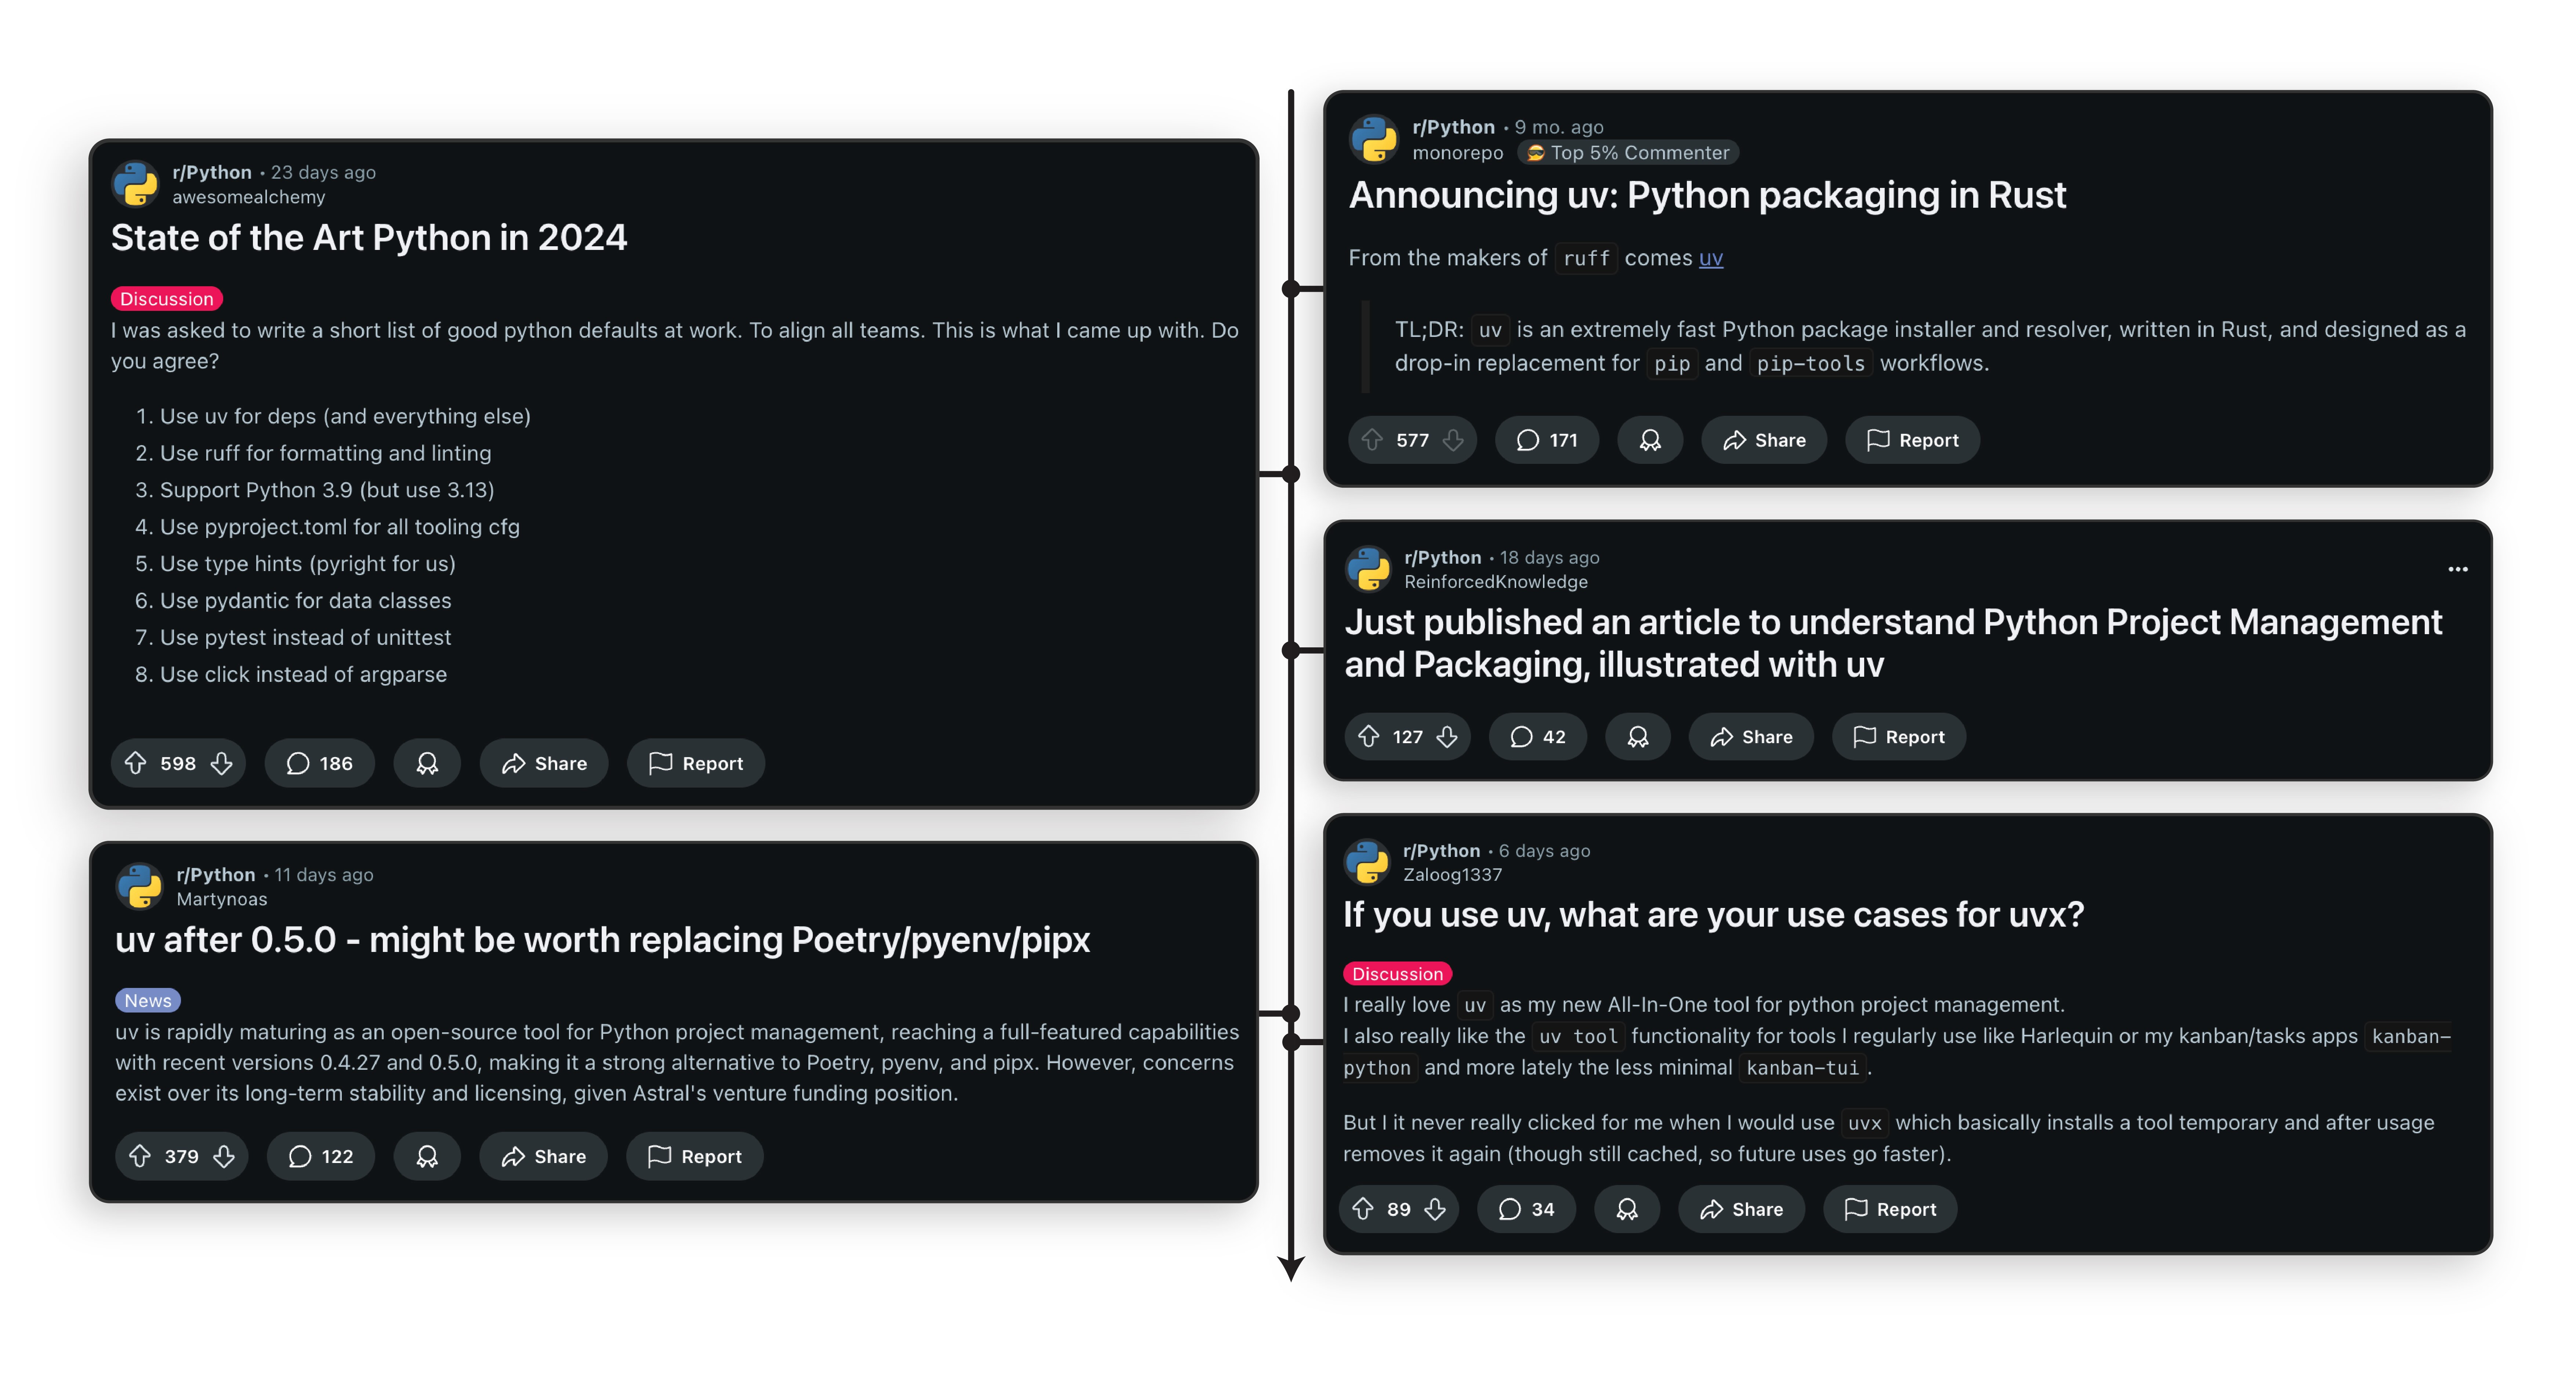 r/Python • 23 days ago
awesomealchemy
State of the Art Python in 2024
Discussion
I was asked to write a short list of good python defaults at work. To align all teams. This is what I came up with. Do
you agree?
1. Use uv for deps (and everything else)
2. Use ruff for formatting and linting
3. Support Python 3.9 (but use 3.13)
4. Use pyproject.toml for all tooling cfg
5. Use type hints (pyright for us)
6. Use pydantic for data classes
7. Use pytest instead of unittest
8. Use click instead of argparse
598 186 Share Report
r/Python • 11 days ago
Martynoas
uv after 0.5.0 - might be worth replacing Poetry/pyenv/pipx
News
uv is rapidly maturing as an open-source tool for Python project management, reaching a full-featured capabilities
with recent versions 0.4.27 and 0.5.0, making it a strong alternative to Poetry, pyenv, and pipx. However, concerns
exist over its long-term stability and licensing, given Astral's venture funding position.
379 122 Share Report
r/Python • 9 mo. ago
monorepo Top 5% Commenter
Announcing uv: Python packaging in Rust
From the makers of ruff comes uv
TL;DR: uv is an extremely fast Python package installer and resolver, written in Rust, and designed as a
drop-in replacement for pip and pip-tools workflows.
577 171 Share Report
r/Python • 18 days ago
ReinforcedKnowledge
Just published an article to understand Python Project Management
and Packaging, illustrated with uv
127 42 Share Report
r/Python • 6 days ago
Zaloog1337
If you use uv, what are your use cases for uvx?
Discussion
I really love uv as my new All-In-One tool for python project management.
I also really like the uv tool functionality for tools I regularly use like Harlequin or my kanban/tasks apps kanban-
python and more lately the less minimal kanban-tui.
But I it never really clicked for me when I would use uvx which basically installs a tool temporary and after usage
removes it again (though still cached, so future uses go faster).
89 34 Share Report